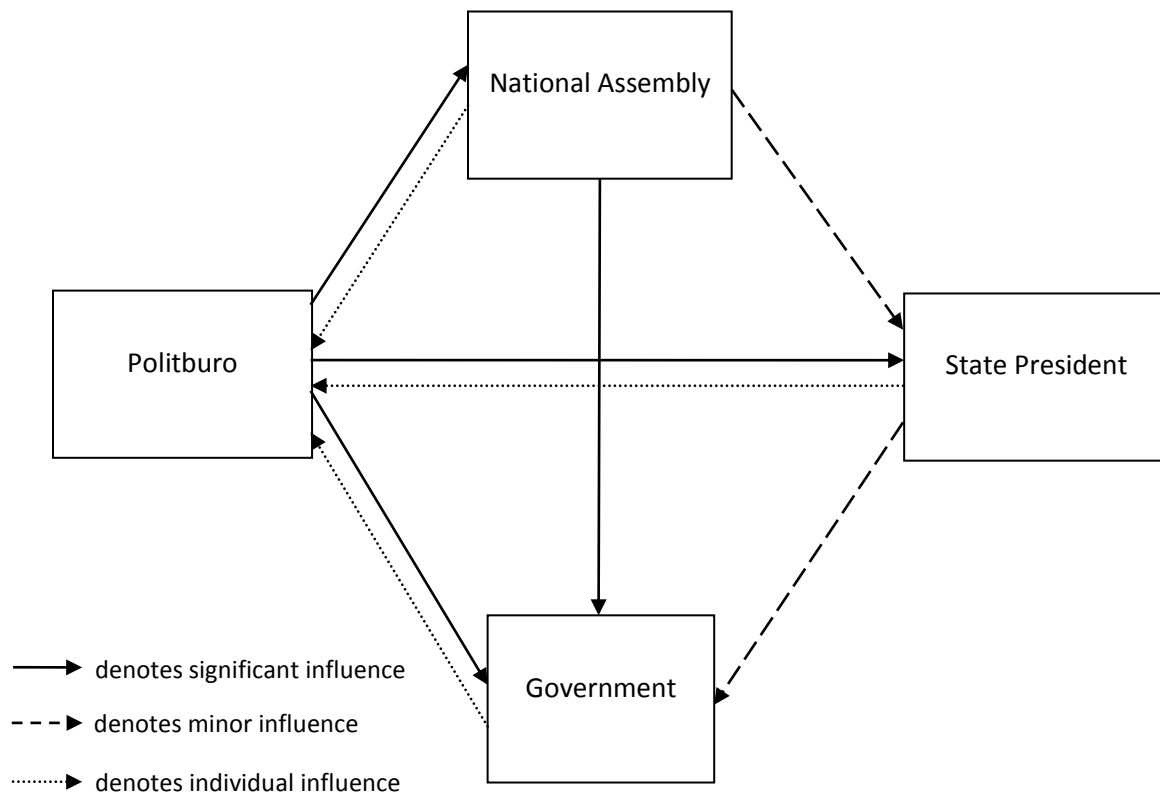 National Assembly
Politburo
State President
Government
denotes significant influence
denotes minor influence
denotes individual influence